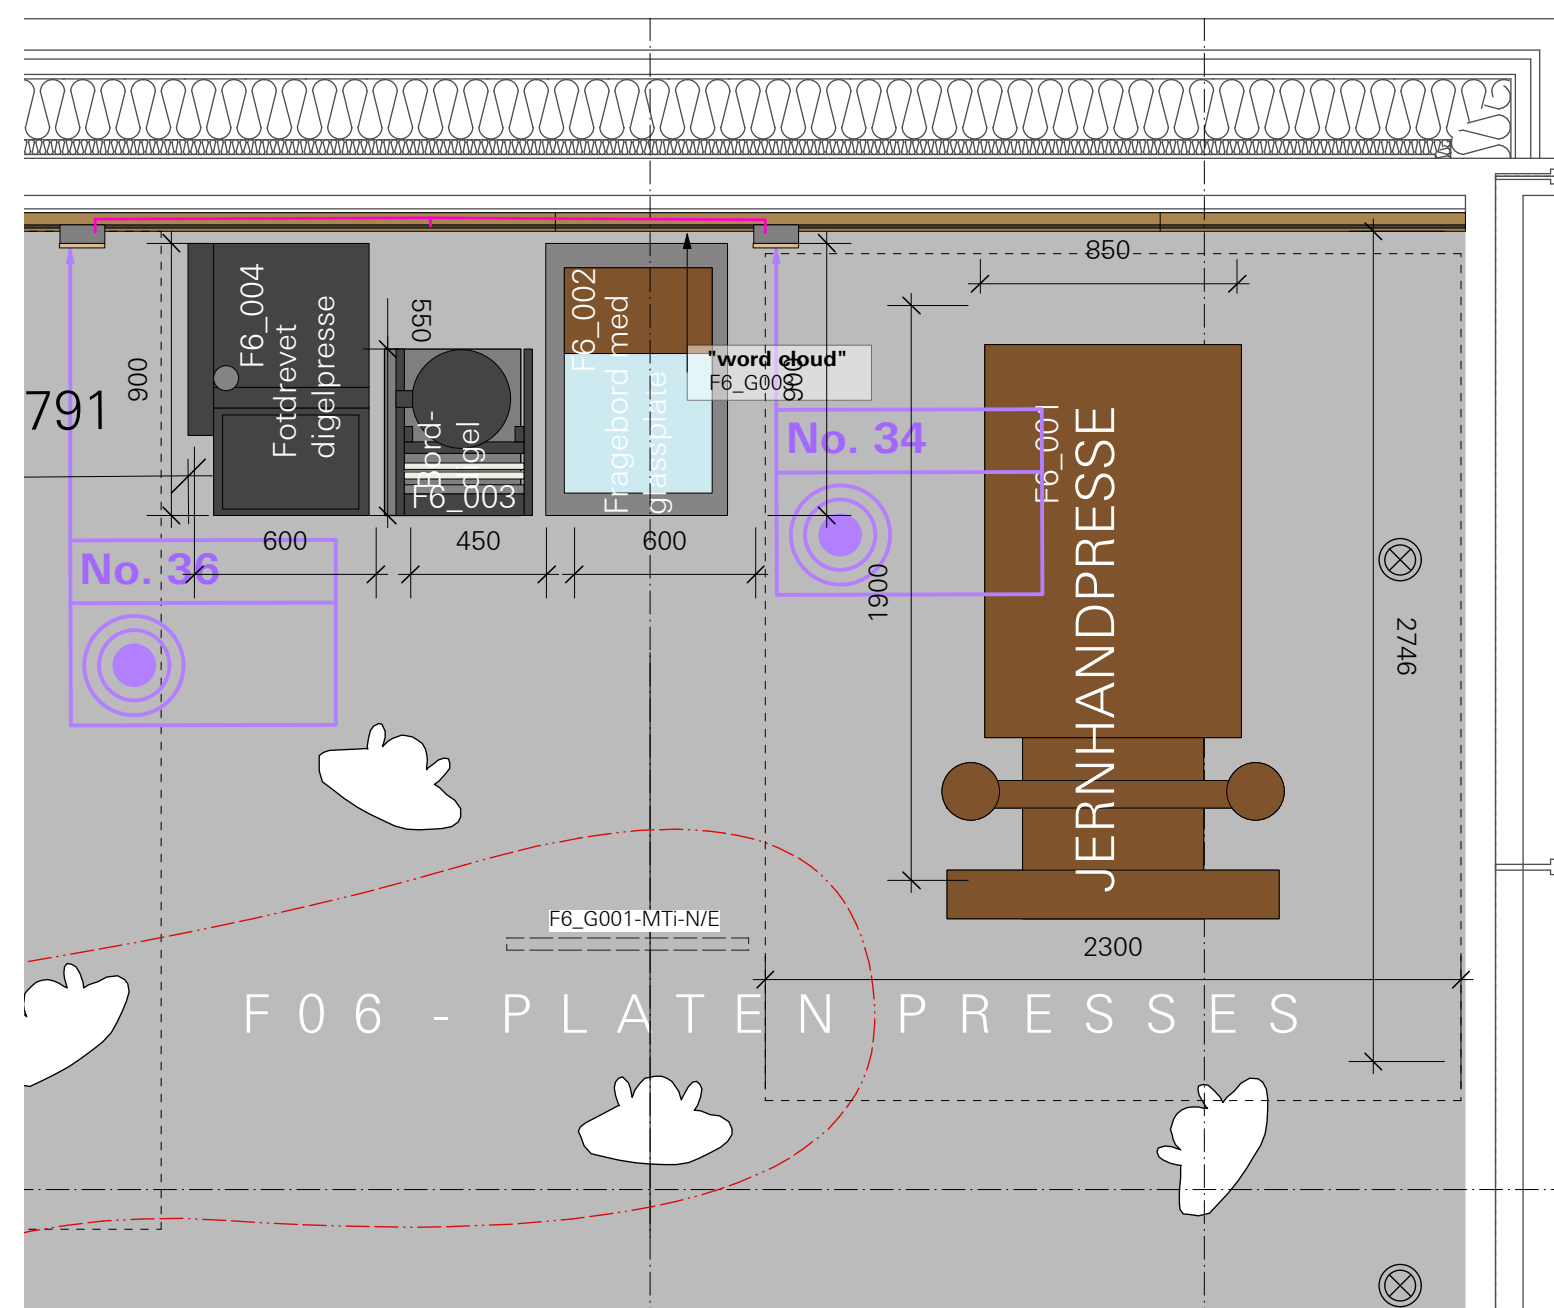 850
F6_004
Fotdrevet
digelpresse
550
F6_002
Fragebord med
glassplate
"word cloud"
F6_G003
900
900
791
Bord-
digel
F6_003
No. 34
F6_001
JERNHANDPRESSE
600
450
600
No. 36
1900
2746
F6_G001-MTi-N/E
2300
F06 - PLATEN PRESSES